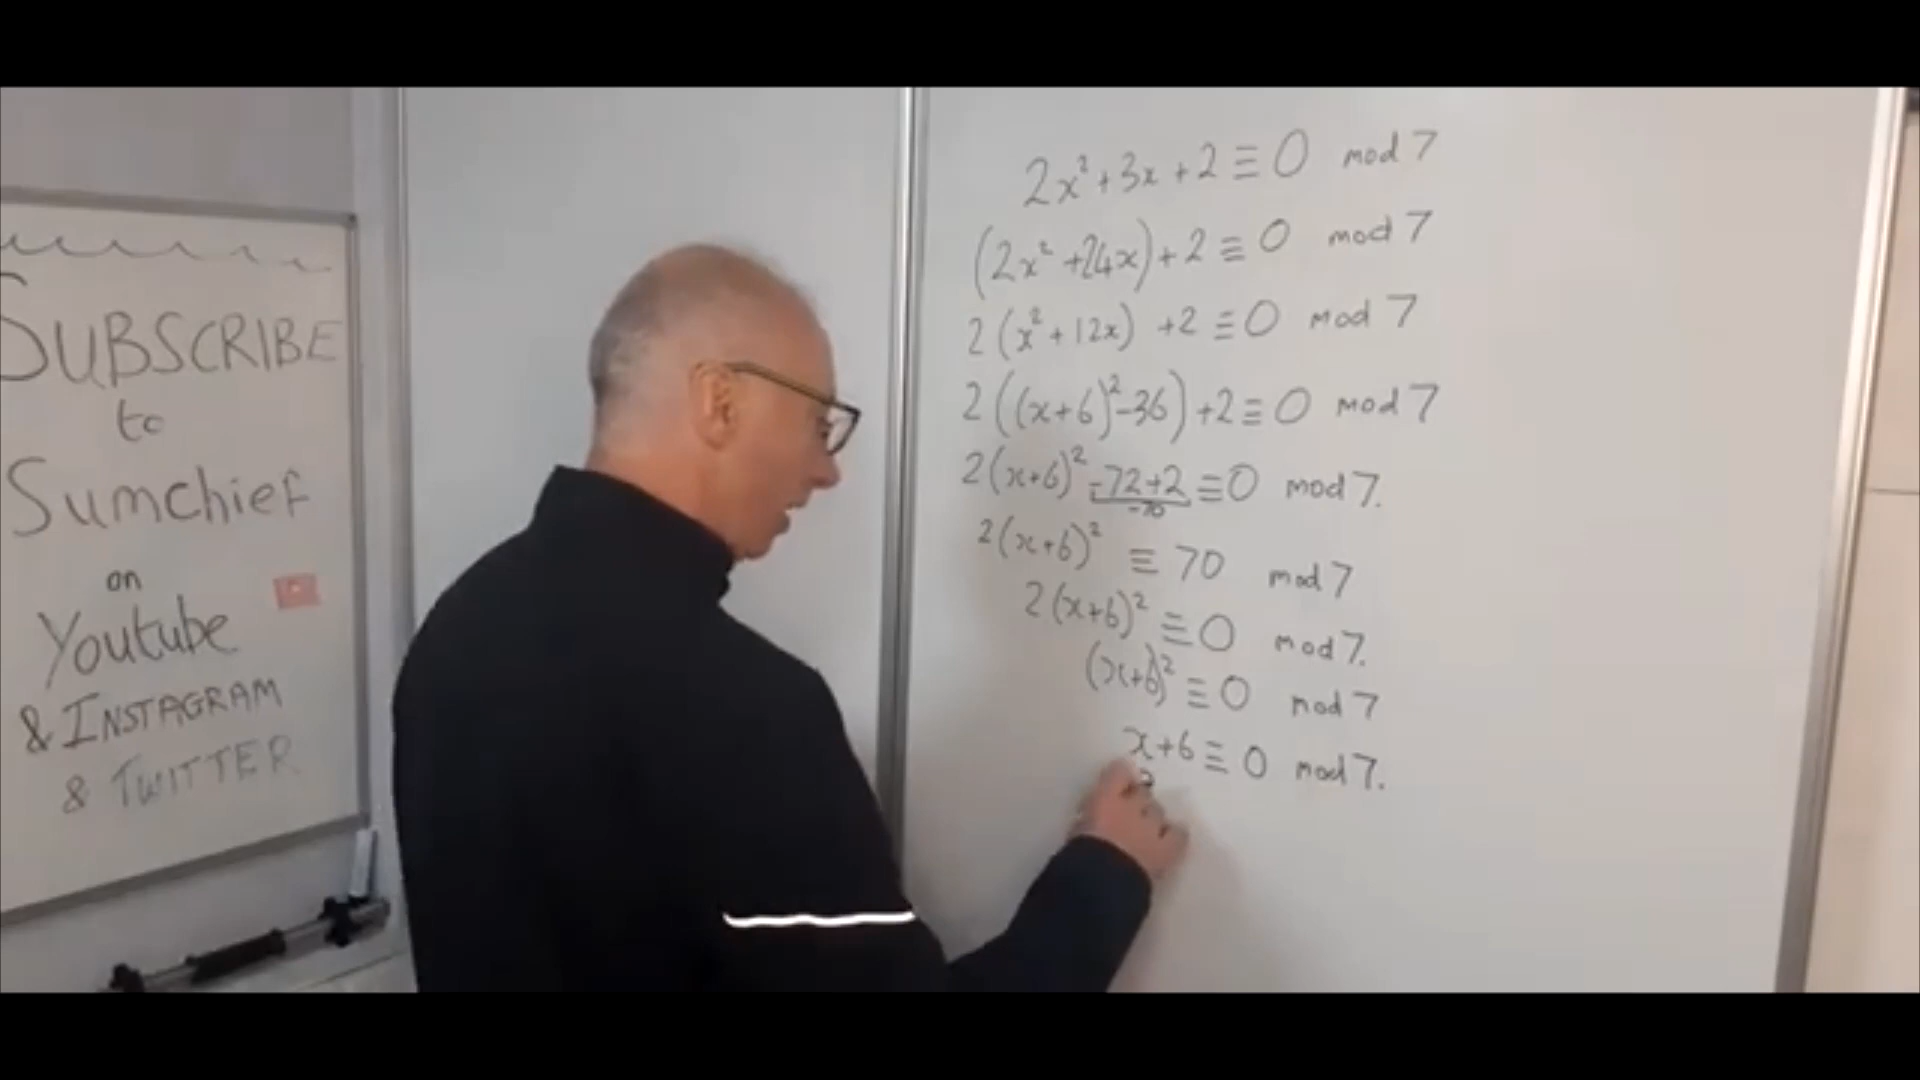 SUBSCRIBE
to
Sumchief
on
Youtube
& INSTAGRAM
& TWITTER
2x²+3x+2≡0 mod 7
(2x²+24x)+2≡0 mod 7
2(x²+12x)+2≡0 mod 7
2((x+6)²-36)+2≡0 mod 7
2(x+6)²-72+2≡0 mod 7.
-70
2(x+6)²≡70 mod 7
2(x+6)²≡0 mod 7.
(x+6)²≡0 mod 7
x+6≡0 mod 7.